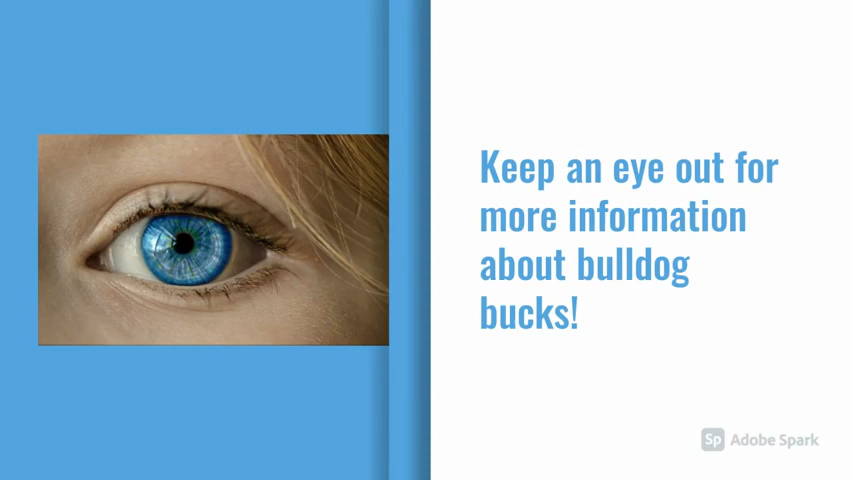 Keep an eye out for
more information
about bulldog
bucks!
Sp Adobe Spark